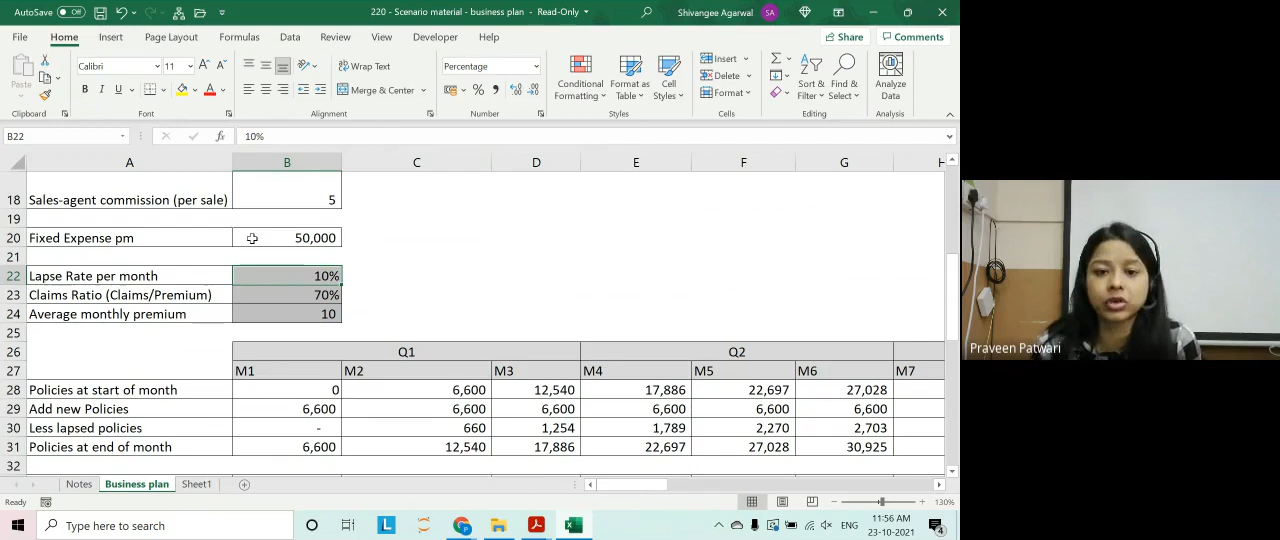 AutoSave Off 220 - Scenario material - business plan - Read-Only Shivangee Agarwal SA
File Home Insert Page Layout Formulas Data Review View Developer Help Share Comments
Paste Calibri 11 A A Wrap Text Percentage Conditional Formatting Format as Table Cell Styles Insert Sort & Filter Find & Select Analyze Data
B I U A Merge & Center % Delete
Format
Clipboard Font Alignment Number Styles Cells Editing Analysis
B22 fx 10%
A B C D E F G H
18 Sales-agent commission (per sale) 5
19
20 Fixed Expense pm 50,000
21
22 Lapse Rate per month 10%
23 Claims Ratio (Claims/Premium) 70%
24 Average monthly premium 10
25
26 Q1 Q2
27 M1 M2 M3 M4 M5 M6 M7
28 Policies at start of month 0 6,600 12,540 17,886 22,697 27,028
29 Add new Policies 6,600 6,600 6,600 6,600 6,600 6,600
30 Less lapsed policies - 660 1,254 1,789 2,270 2,703
31 Policies at end of month 6,600 12,540 17,886 22,697 27,028 30,925
32
Notes Business plan Sheet1
Ready 130%
Type here to search L ENG 11:56 AM
23-10-2021 4
Praveen Patwari